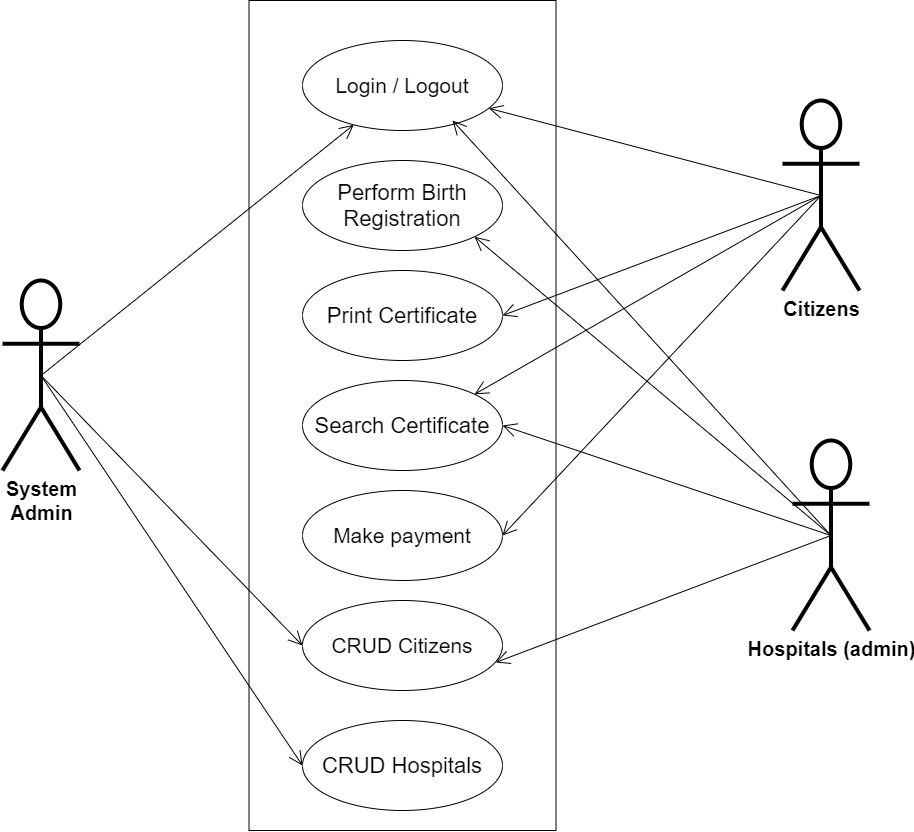 Login / Logout
Perform Birth
Registration
Print Certificate
Citizens
Search Certificate
System
Admin
Make payment
CRUD Citizens
Hospitals (admin)
CRUD Hospitals